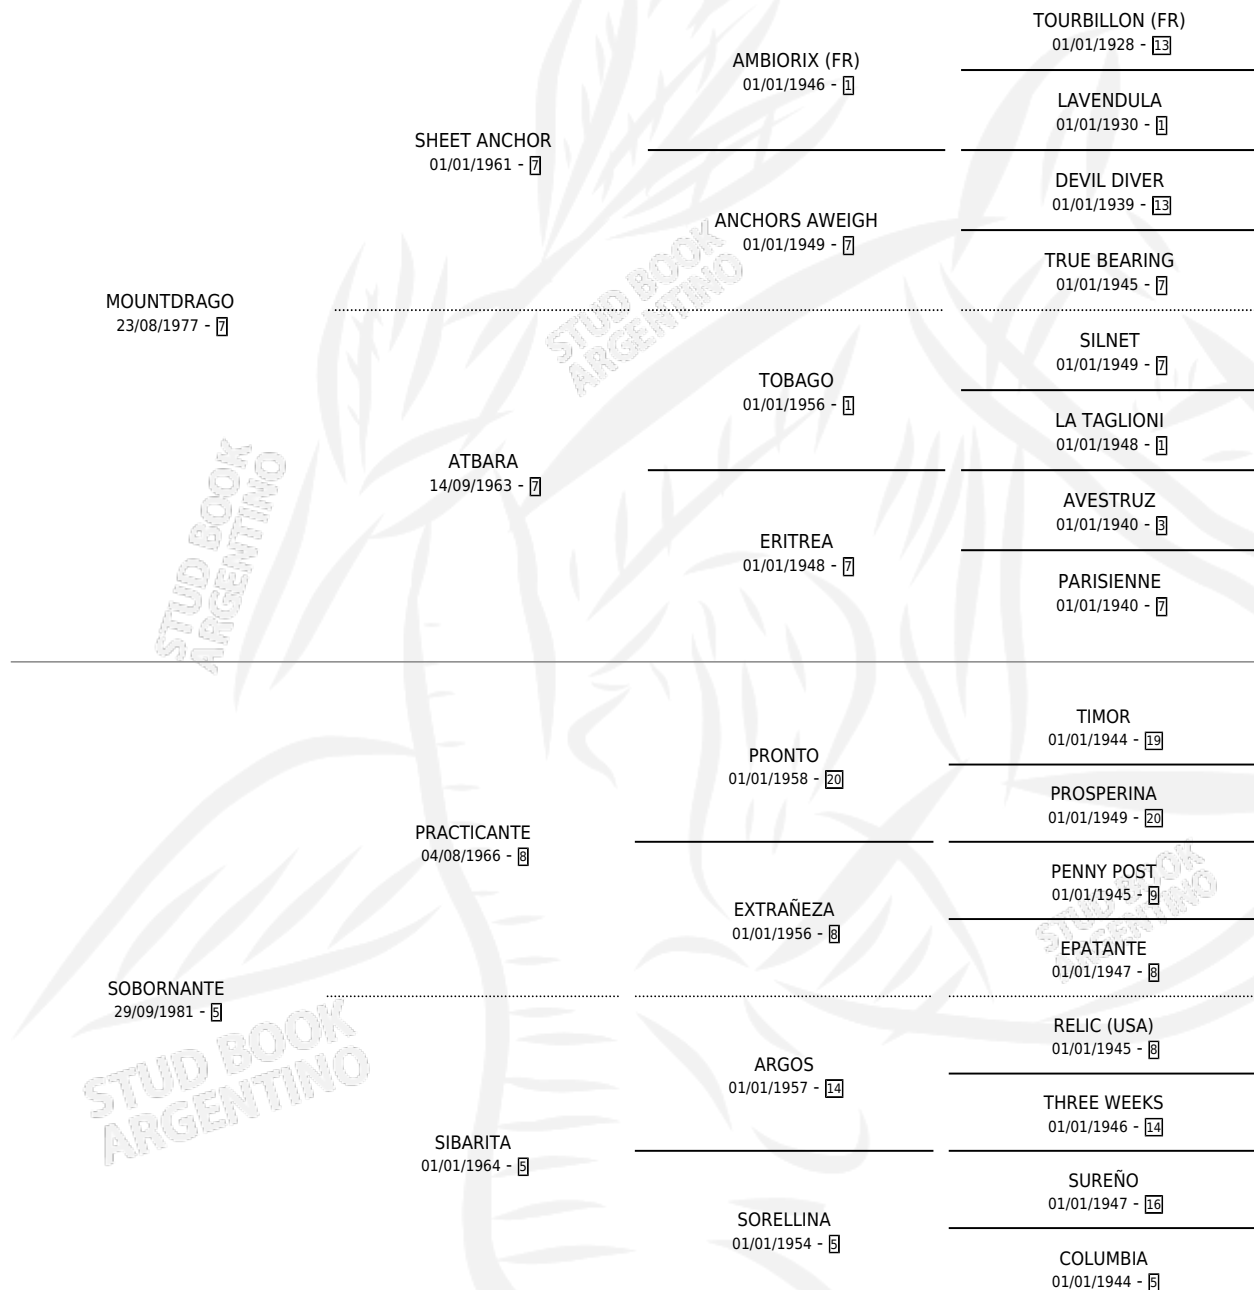 TOURBILLON (FR)
01/01/1928 - 13
AMBIORIX (FR)
01/01/1946 - 1
LAVENDULA
01/01/1930 - 1
SHEET ANCHOR
01/01/1961 - 7
DEVIL DIVER
01/01/1939 - 13
ANCHORS AWEIGH
01/01/1949 - 7
TRUE BEARING
01/01/1945 - 7
MOUNTDRAGO
23/08/1977 - 7
SILNET
01/01/1949 - 7
TOBAGO
01/01/1956 - 1
LA TAGLIONI
01/01/1948 - 1
ATBARA
14/09/1963 - 7
AVESTRUZ
01/01/1940 - 3
ERITREA
01/01/1948 - 7
PARISIENNE
01/01/1940 - 7
TIMOR
01/01/1944 - 19
PRONTO
01/01/1958 - 20
PROSPERINA
01/01/1949 - 20
PRACTICANTE
04/08/1966 - 8
PENNY POST
01/01/1945 - 9
EXTRAÑEZA
01/01/1956 - 8
EPATANTE
01/01/1947 - 8
SOBORNANTE
29/09/1981 - 5
RELIC (USA)
01/01/1945 - 8
ARGOS
01/01/1957 - 14
THREE WEEKS
01/01/1946 - 14
SIBARITA
01/01/1964 - 5
SUREÑO
01/01/1947 - 16
SORELLINA
01/01/1954 - 5
COLUMBIA
01/01/1944 - 5
STUD BOOK
ARGENTINO
STUD BOOK
ARGENTINO
STUD BOOK
ARGENTINO
STUD BOOK
ARGENTINO